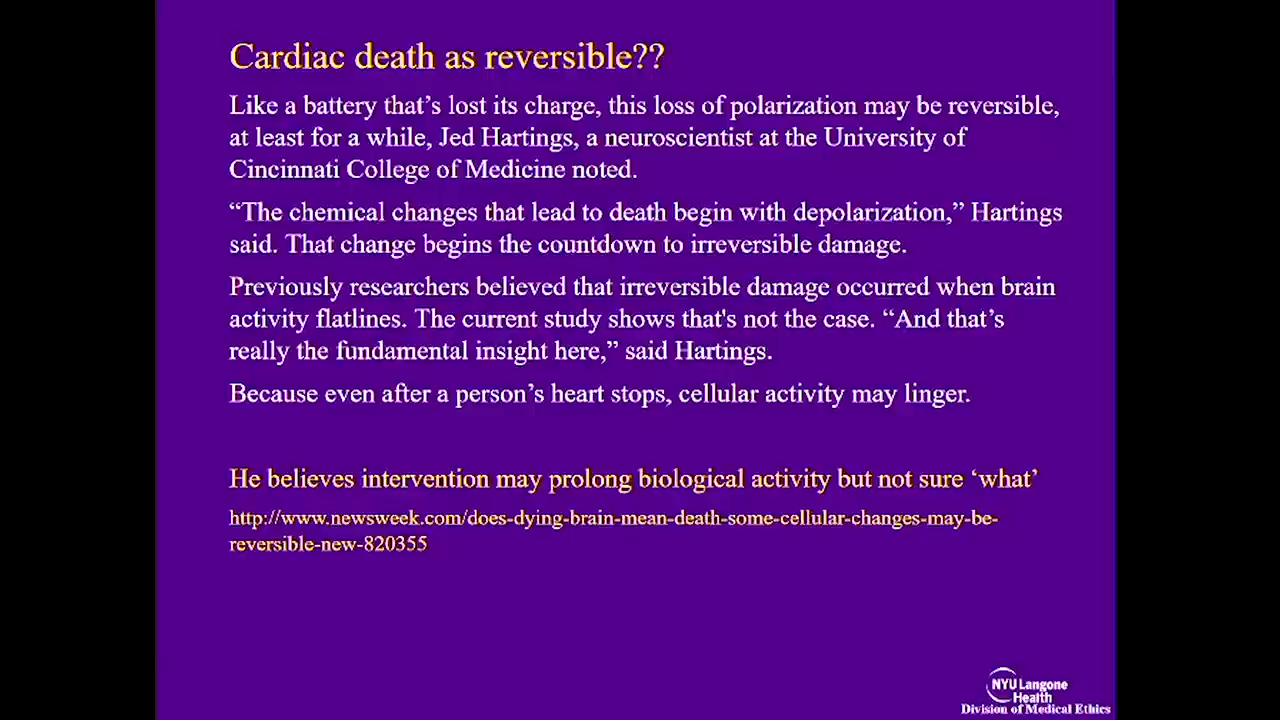 Cardiac death as reversible??
Like a battery that’s lost its charge, this loss of polarization may be reversible,
at least for a while, Jed Hartings, a neuroscientist at the University of
Cincinnati College of Medicine noted.
“The chemical changes that lead to death begin with depolarization,” Hartings
said. That change begins the countdown to irreversible damage.
Previously researchers believed that irreversible damage occurred when brain
activity flatlines. The current study shows that's not the case. “And that’s
really the fundamental insight here,” said Hartings.
Because even after a person’s heart stops, cellular activity may linger.
He believes intervention may prolong biological activity but not sure ‘what’
http://www.newsweek.com/does-dying-brain-mean-death-some-cellular-changes-may-be-
reversible-new-820355
NYU Langone
Health
Division of Medical Ethics